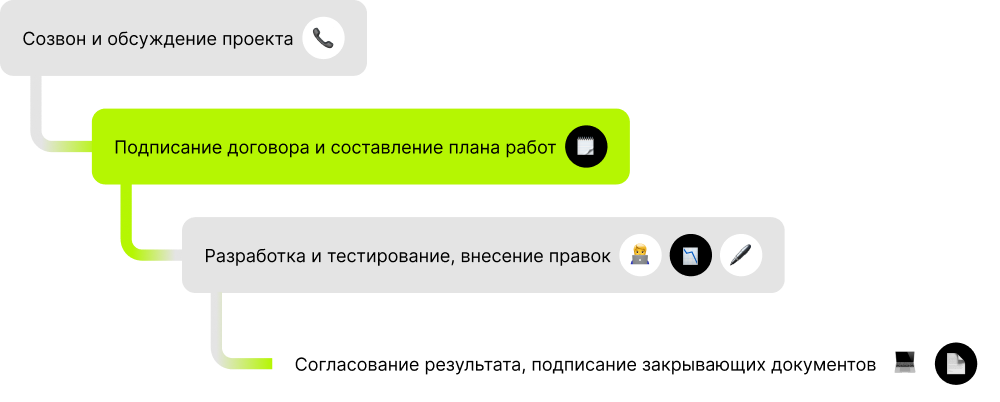 Созвон и обсуждение проекта
Подписание договора и составление плана работ
Разработка и тестирование, внесение правок
Согласование результата, подписание закрывающих документов